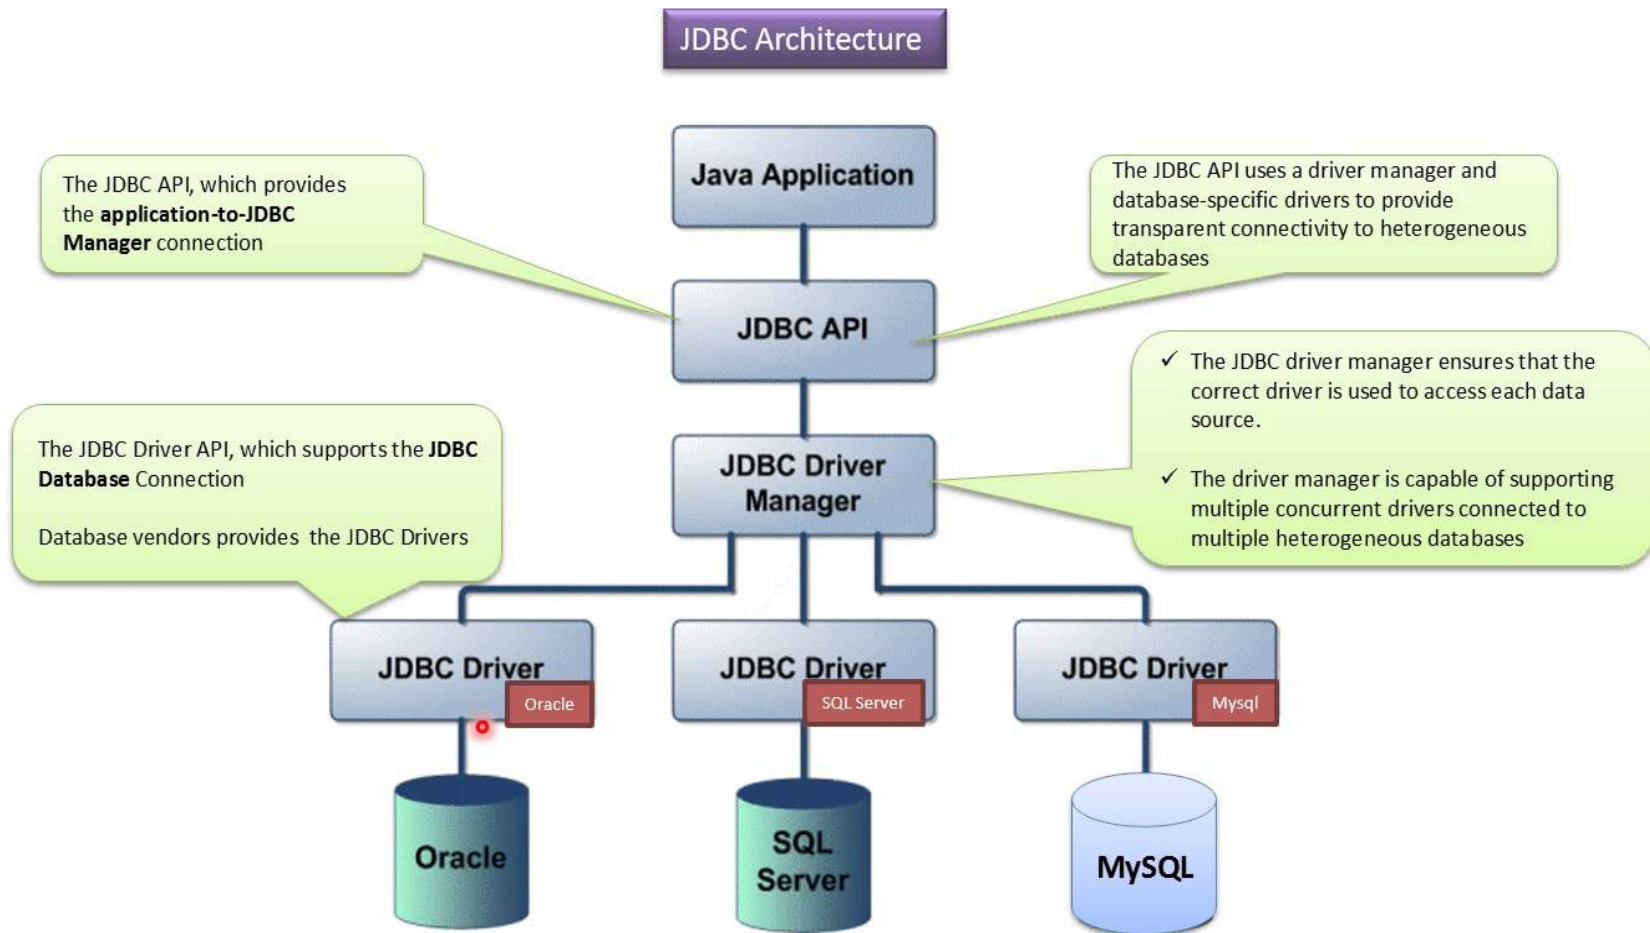 JDBC Architecture
Java Application
The JDBC API, which provides
the application-to-JDBC
Manager connection
The JDBC API uses a driver manager and
database-specific drivers to provide
transparent connectivity to heterogeneous
databases
JDBC API
✓ The JDBC driver manager ensures that the
correct driver is used to access each data
source.
✓ The driver manager is capable of supporting
multiple concurrent drivers connected to
multiple heterogeneous databases
The JDBC Driver API, which supports the JDBC
Database Connection
Database vendors provides the JDBC Drivers
JDBC Driver
Manager
JDBC Driver
Oracle
JDBC Driver
SQL Server
JDBC Driver
Mysql
Oracle
SQL
Server
MySQL